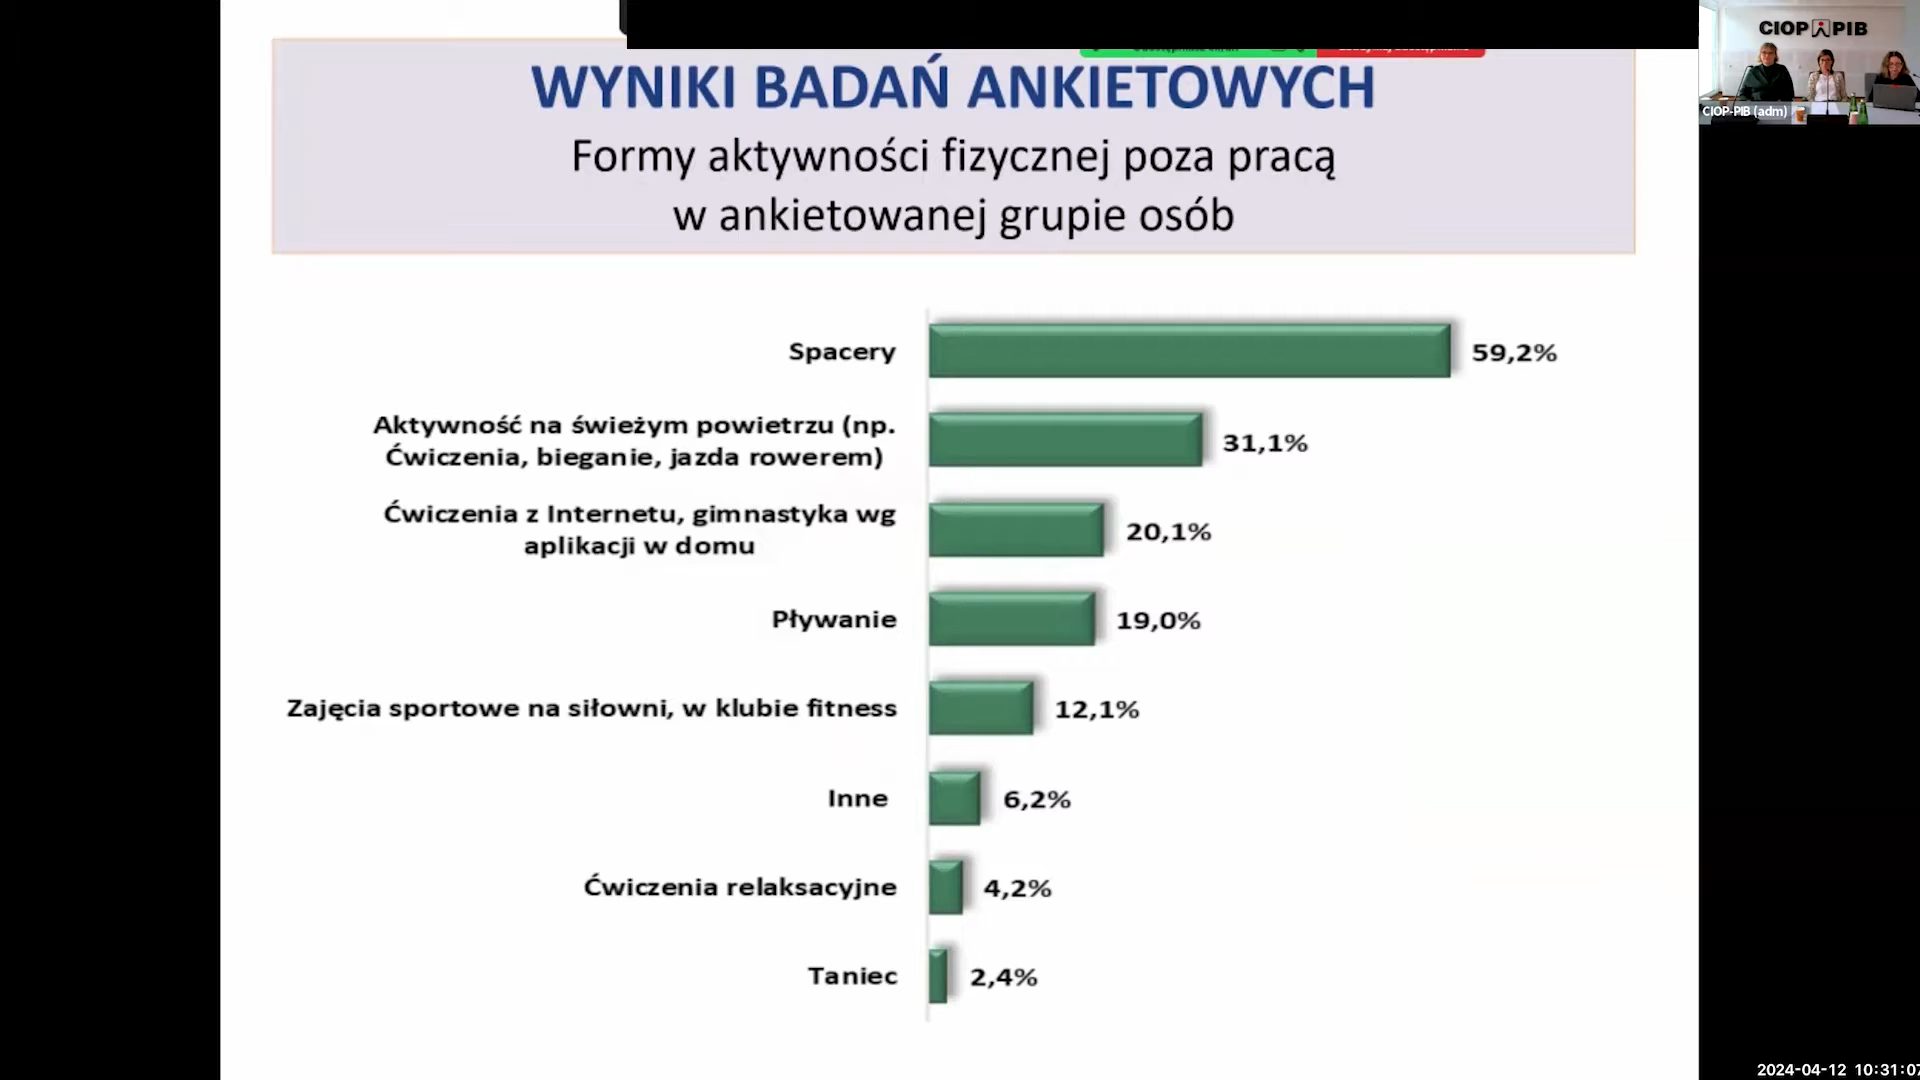 CIOP PIB
CIOP-PIB (adm)
WYNIKI BADAŃ ANKIETOWYCH
Formy aktywności fizycznej poza pracą
w ankietowanej grupie osób
Spacery 59,2%
Aktywność na świeżym powietrzu (np.
Ćwiczenia, bieganie, jazda rowerem) 31,1%
Ćwiczenia z Internetu, gimnastyka wg
aplikacji w domu 20,1%
Pływanie 19,0%
Zajęcia sportowe na siłowni, w klubie fitness 12,1%
Inne 6,2%
Ćwiczenia relaksacyjne 4,2%
Taniec 2,4%
2024-04-12 10:31:07